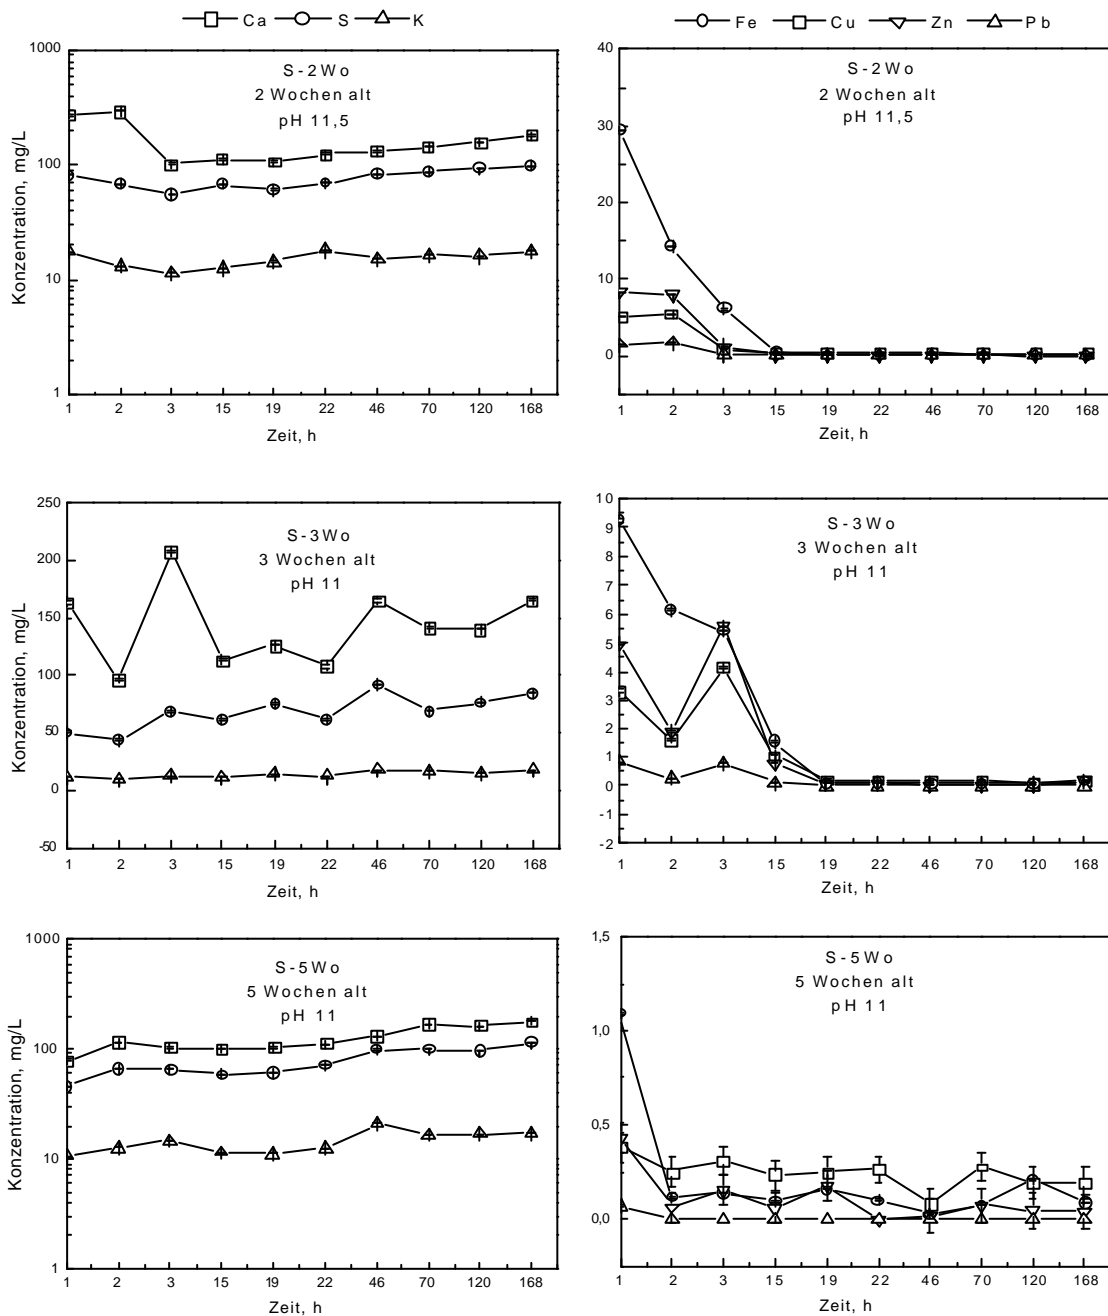 Ca S K
Fe Cu Zn Pb
1000
100
10
1
Konzentration, mg/L
S-2Wo
2 Wochen alt
pH 11,5
1 2 3 15 19 22 46 70 120 168
Zeit, h
40
30
20
10
0
S-2Wo
2 Wochen alt
pH 11,5
1 2 3 15 19 22 46 70 120 168
Zeit, h
250
200
150
100
50
0
-50
Konzentration, mg/L
S-3Wo
3 Wochen alt
pH 11
1 2 3 15 19 22 46 70 120 168
Zeit, h
10
9
8
7
6
5
4
3
2
1
0
-1
-2
S-3Wo
3 Wochen alt
pH 11
1 2 3 15 19 22 46 70 120 168
Zeit, h
1000
100
10
1
Konzentration, mg/L
S-5Wo
5 Wochen alt
pH 11
1 2 3 15 19 22 46 70 120 168
Zeit, h
1,5
1,0
0,5
0,0
S-5Wo
5 Wochen alt
pH 11
1 2 3 15 19 22 46 70 120 168
Zeit, h